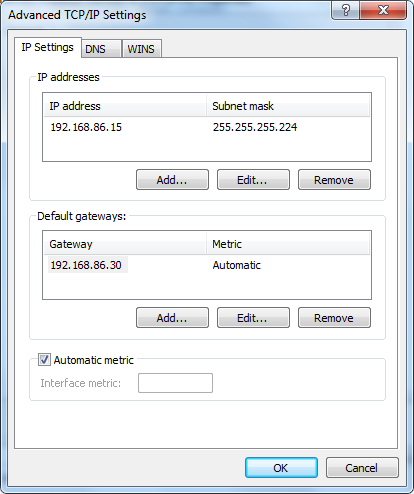 Advanced TCP/IP Settings
IP Settings DNS WINS
IP addresses
IP address Subnet mask
192.168.86.15 255.255.255.224
Add... Edit... Remove
Default gateways:
Gateway Metric
192.168.86.30 Automatic
Add... Edit... Remove
Automatic metric
Interface metric:
OK Cancel